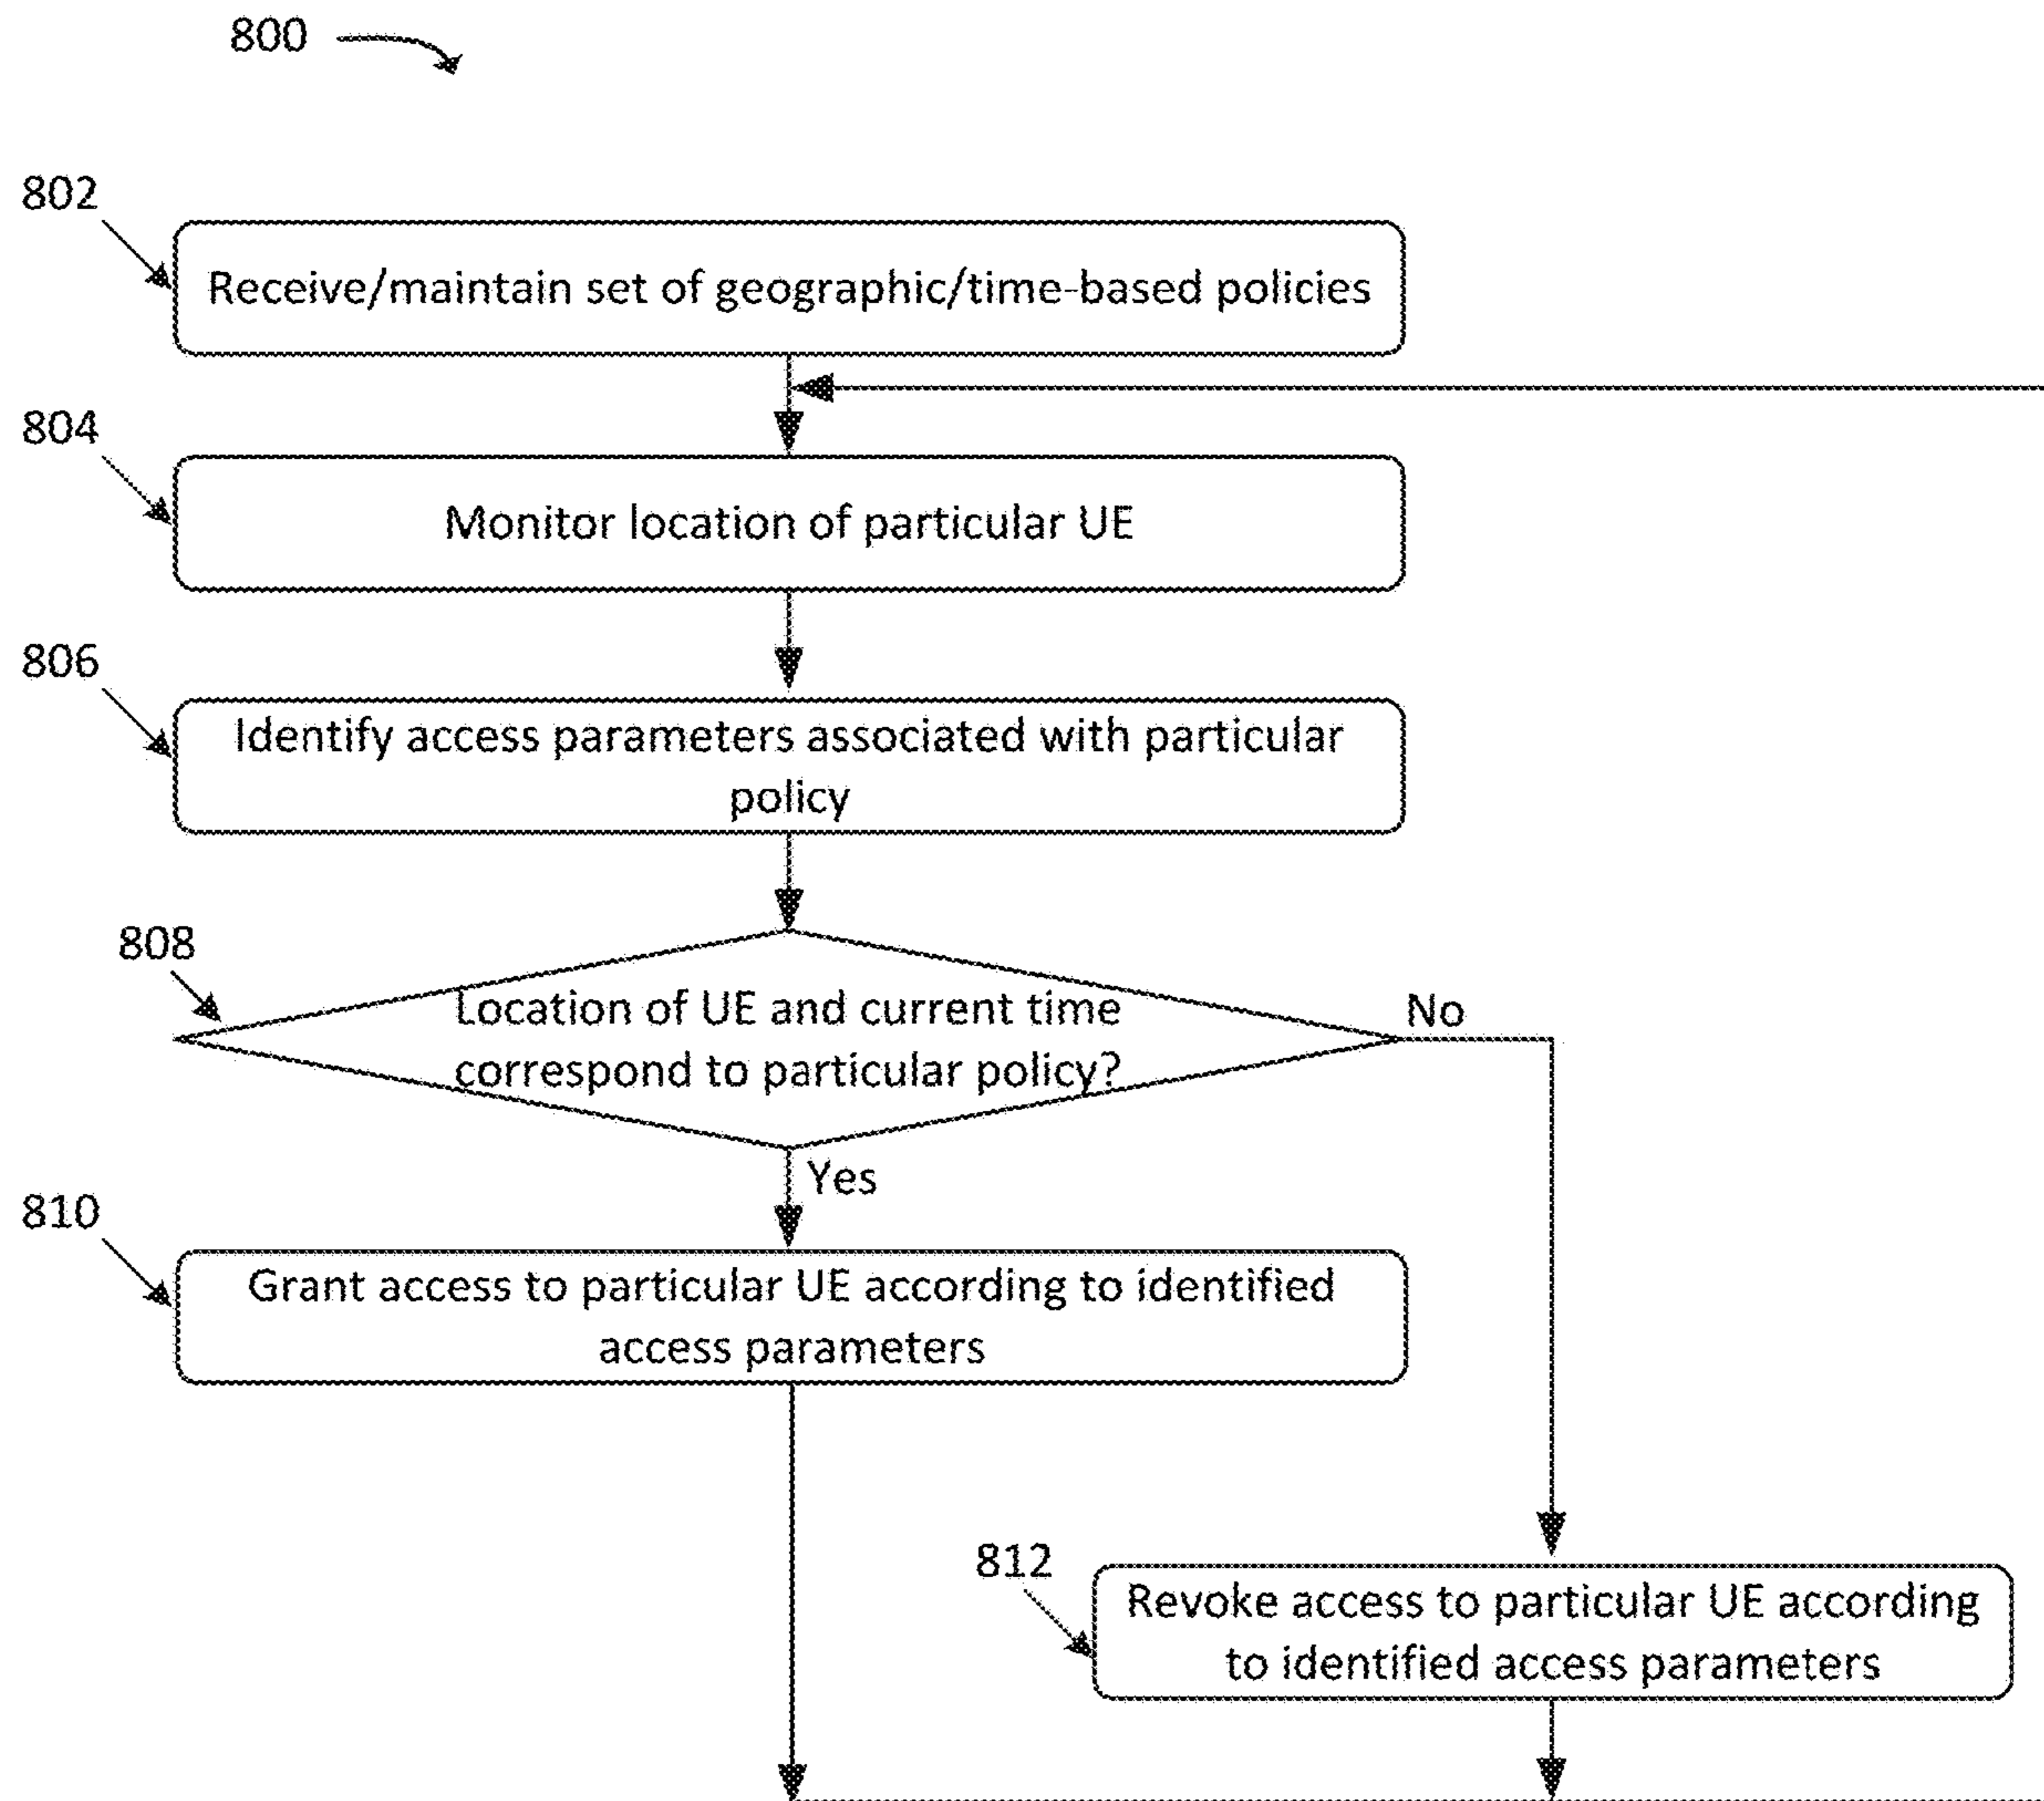 800
802
Receive/maintain set of geographic/time-based policies
804
Monitor location of particular UE
806
Identify access parameters associated with particular
policy
808
Location of UE and current time
correspond to particular policy?
No
Yes
810
Grant access to particular UE according to identified
access parameters
812
Revoke access to particular UE according
to identified access parameters